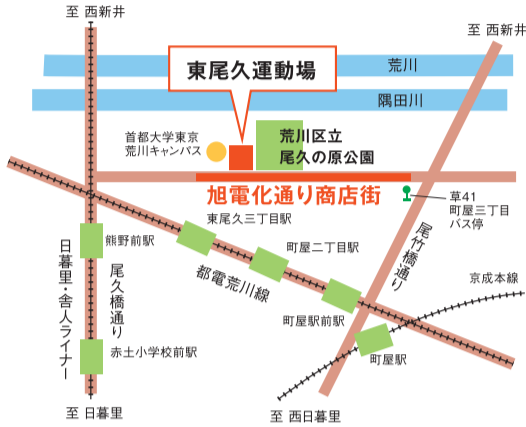 至 西新井
至 西新井
荒川
東尾久運動場
隅田川
首都大学東京
荒川キャンパス
荒川区立
尾久の原公園
旭電化通り商店街
草41
町屋三丁目
バス停
東尾久三丁目駅
熊野前駅
町屋二丁目駅
尾竹橋通り
日暮里・舎人ライナー
尾久橋通り
都電荒川線
京成本線
町屋駅前駅
赤土小学校前駅
町屋駅
至 日暮里
至 西日暮里